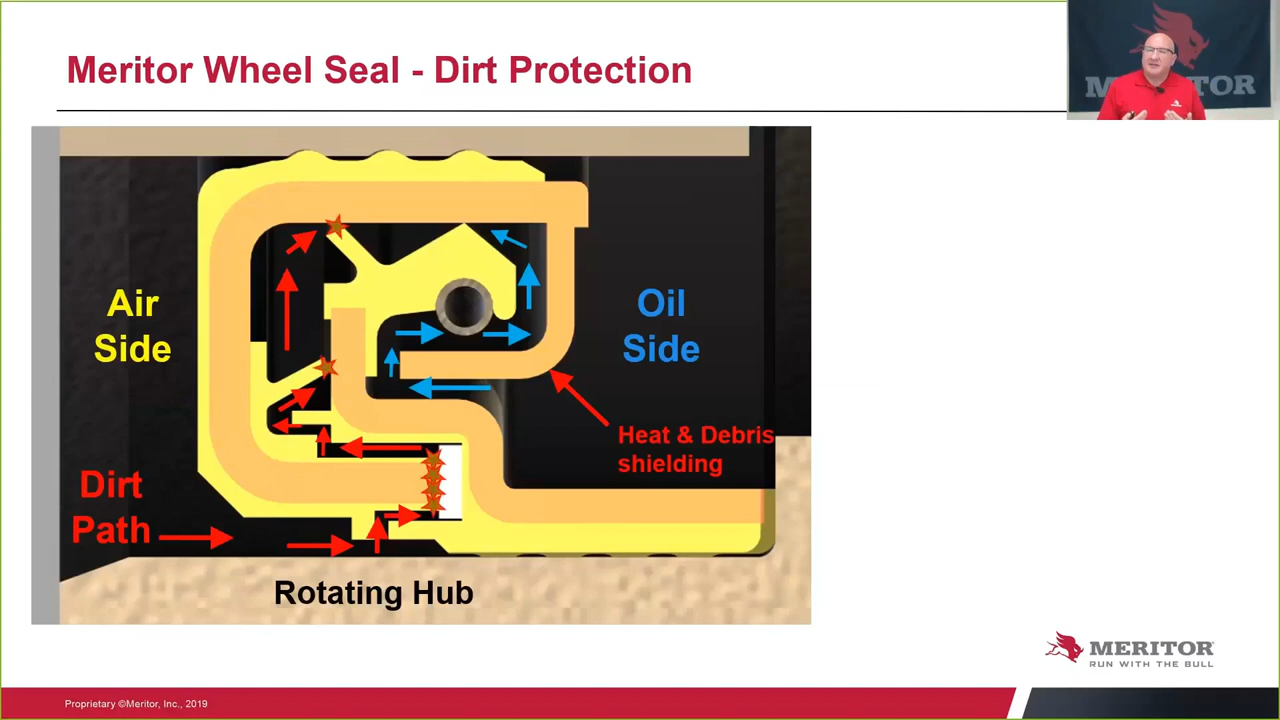 Meritor Wheel Seal - Dirt Protection
MERITOR
Air
Side
Oil
Side
Heat & Debris
shielding
Dirt
Path
Rotating Hub
MERITOR
RUN WITH THE BULL
Proprietary ©Meritor, Inc., 2019